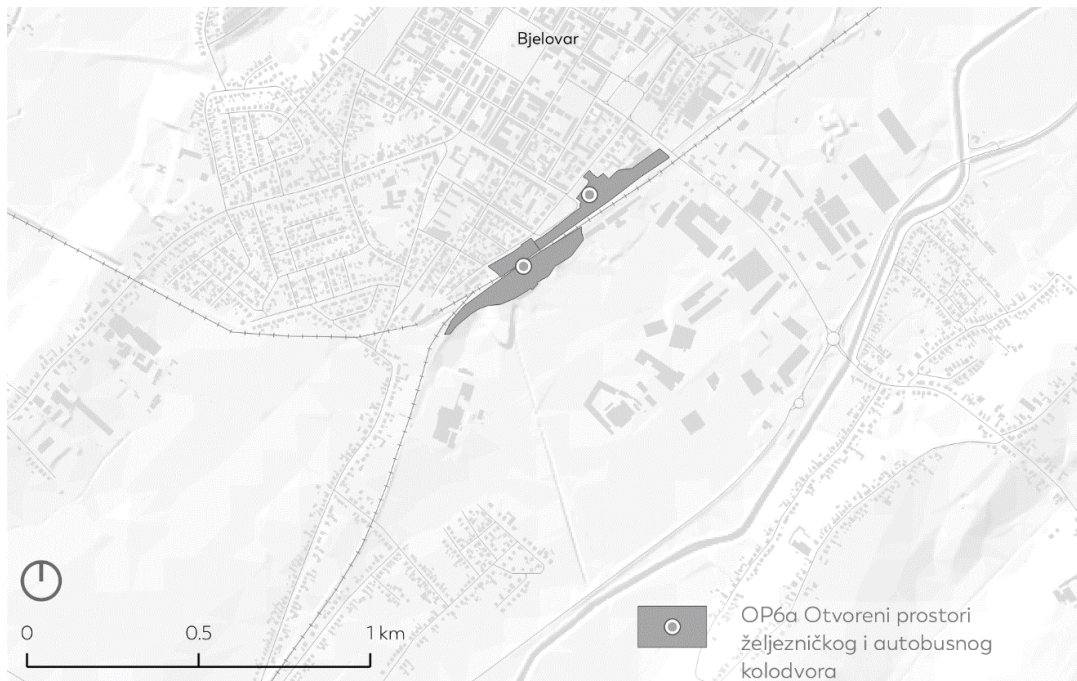 Bjelovar
0 0.5 1 km
OP6a Otvoreni prostori
željezničkog i autobusnog
kolodvora